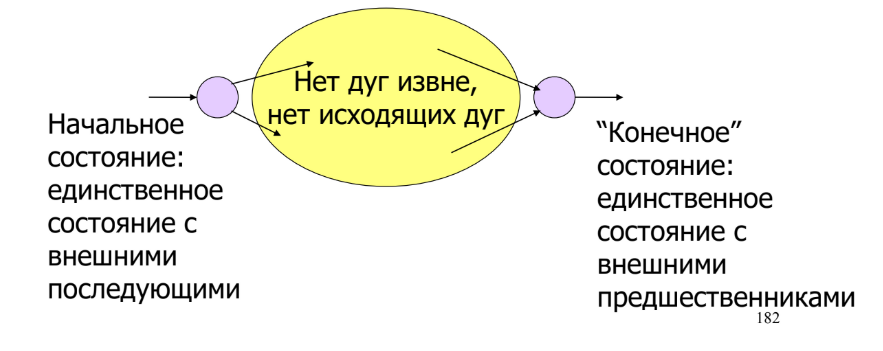 Нет дуг извне,
нет исходящих дуг
Начальное
состояние:
единственное
состояние с
внешними
последующими
“Конечное”
состояние:
единственное
состояние с
внешними
предшественниками
182